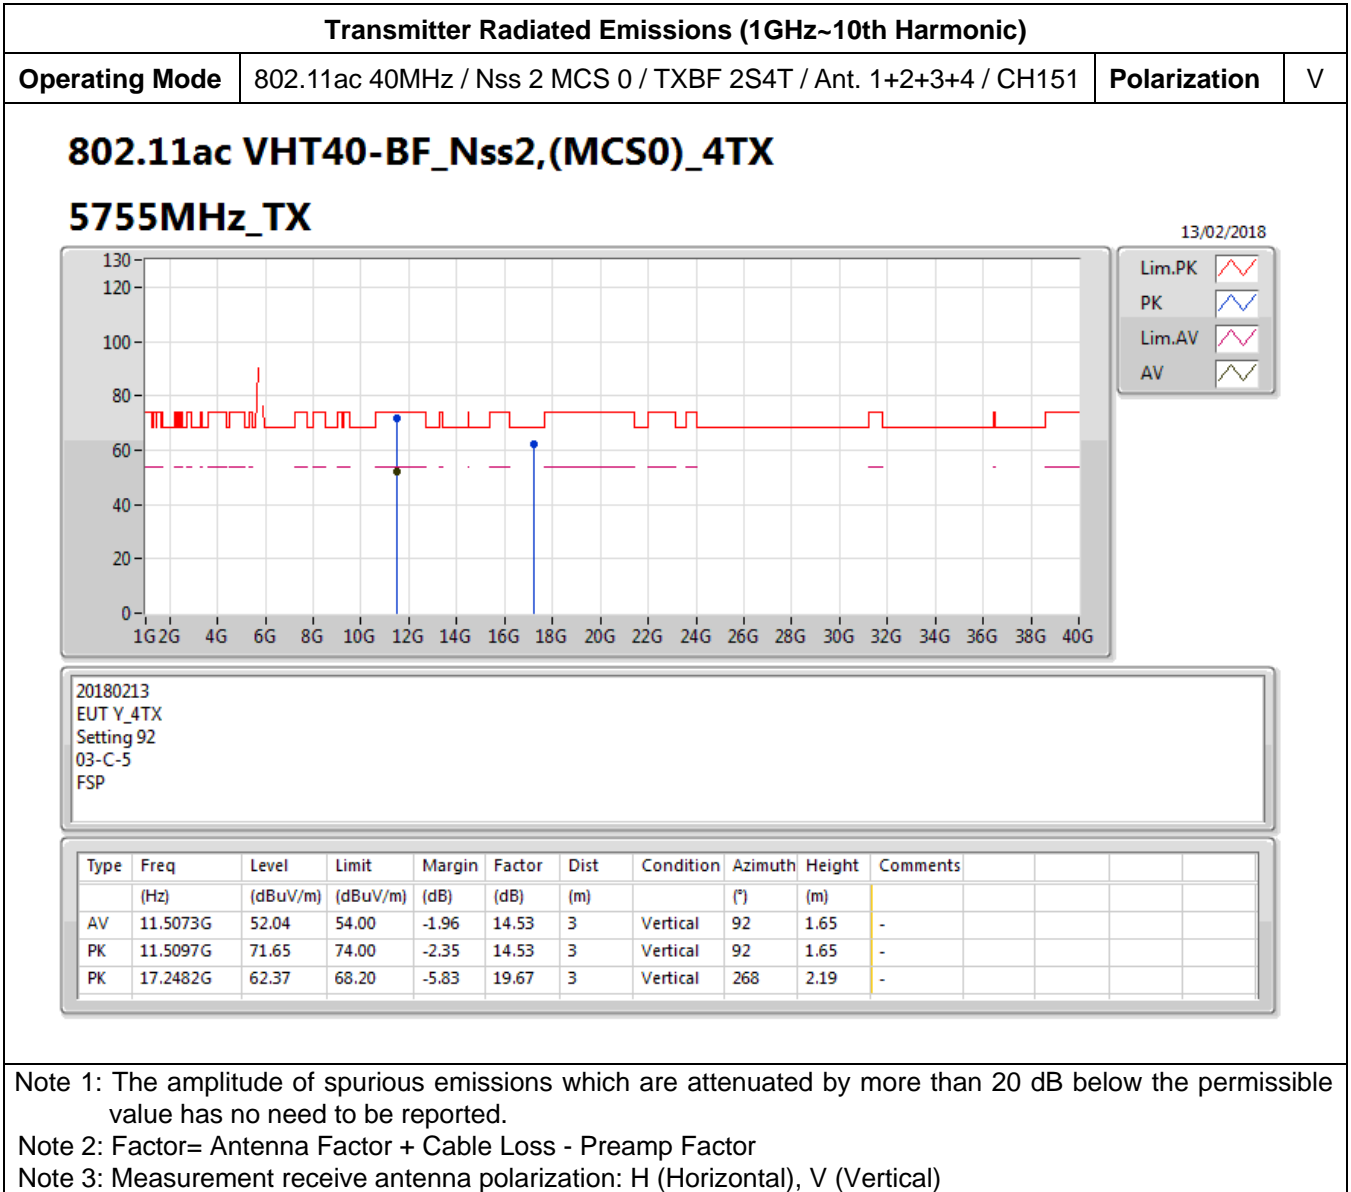 Transmitter Radiated Emissions (1GHz~10th Harmonic)
Operating Mode 802.11ac 40MHz / Nss 2 MCS 0 / TXBF 2S4T / Ant. 1+2+3+4 / CH151 Polarization V
802.11ac VHT40-BF_Nss2,(MCS0)_4TX
5755MHz_TX
13/02/2018
130
120
100
80
60
40
20
0
1G 2G 4G 6G 8G 10G 12G 14G 16G 18G 20G 22G 24G 26G 28G 30G 32G 34G 36G 38G 40G
Lim.PK
PK
Lim.AV
AV
20180213
EUT Y_4TX
Setting 92
03-C-5
FSP
Type Freq Level Limit Margin Factor Dist Condition Azimuth Height Comments
(Hz) (dBuV/m) (dBuV/m) (dB) (dB) (m) (°) (m)
AV 11.5073G 52.04 54.00 -1.96 14.53 3 Vertical 92 1.65 -
PK 11.5097G 71.65 74.00 -2.35 14.53 3 Vertical 92 1.65 -
PK 17.2482G 62.37 68.20 -5.83 19.67 3 Vertical 268 2.19 -
Note 1: The amplitude of spurious emissions which are attenuated by more than 20 dB below the permissible
value has no need to be reported.
Note 2: Factor= Antenna Factor + Cable Loss - Preamp Factor
Note 3: Measurement receive antenna polarization: H (Horizontal), V (Vertical)